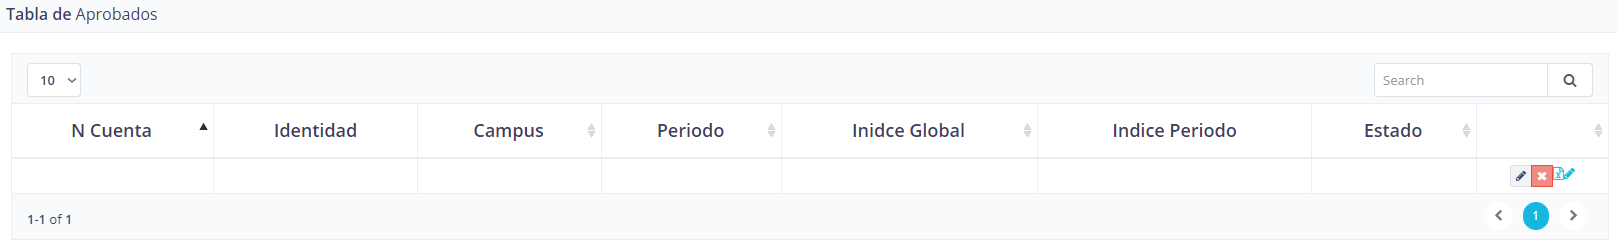 Tabla de Aprobados
10
Search
N Cuenta Identidad Campus Periodo Inidce Global Indice Periodo Estado
1-1 of 1
1